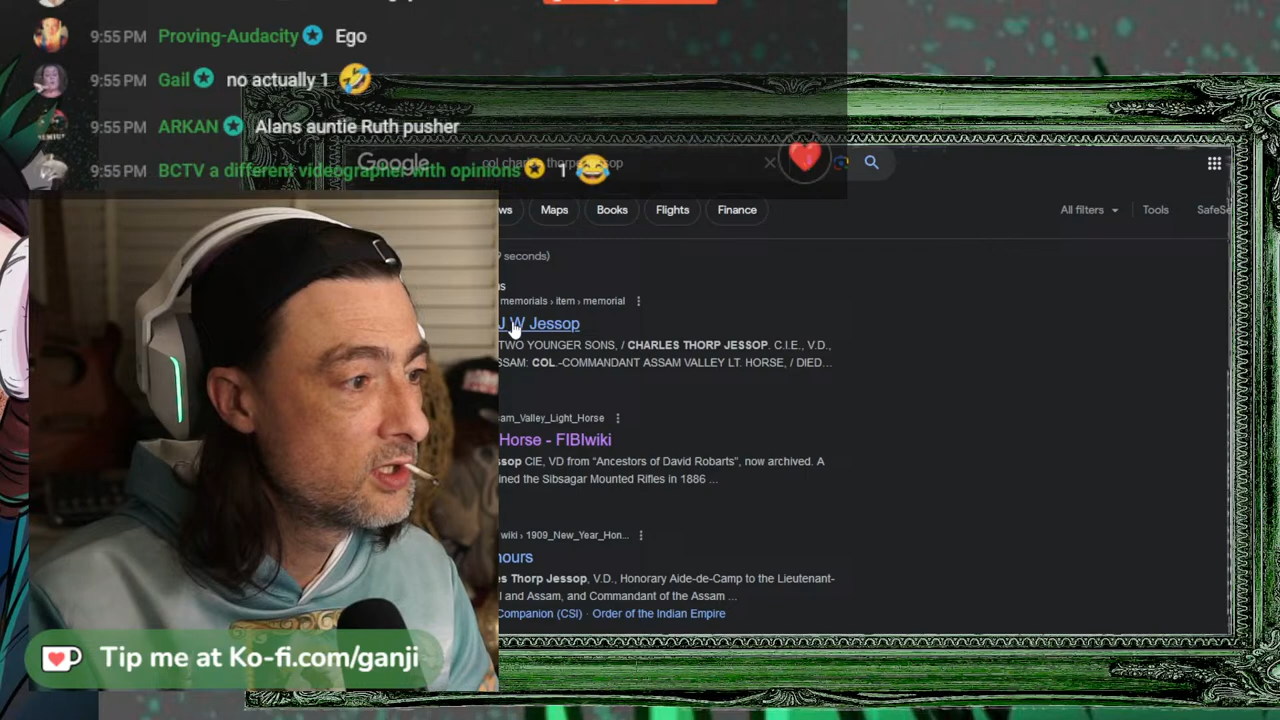 9:55 PM Proving-Audacity Ego
9:55 PM Gail no actually 1
9:55 PM ARKAN Alans auntie Ruth pusher
9:55 PM BCTV a different videographer with opinions 1
Google col thorp
ws Maps Books Flights Finance All filters Tools SafeSe
seconds)
memorials › item › memorial
J W Jessop
TWO YOUNGER SONS, / CHARLES THORP JESSOP. C.I.E., V.D.,
SSAM: COL.-COMMANDANT ASSAM VALLEY LT. HORSE, / DIED...
am_Valley_Light_Horse
Horse - FIBIwiki
ssop CIE, VD from “Ancestors of David Robarts”, now archived. A
ined the Sibsagar Mounted Rifles in 1886 ...
wiki › 1909_New_Year_Hon...
nours
s Thorp Jessop, V.D., Honorary Aide-de-Camp to the Lieutenant-
l and Assam, and Commandant of the Assam ...
Companion (CSI) · Order of the Indian Empire
Tip me at Ko-fi.com/ganji